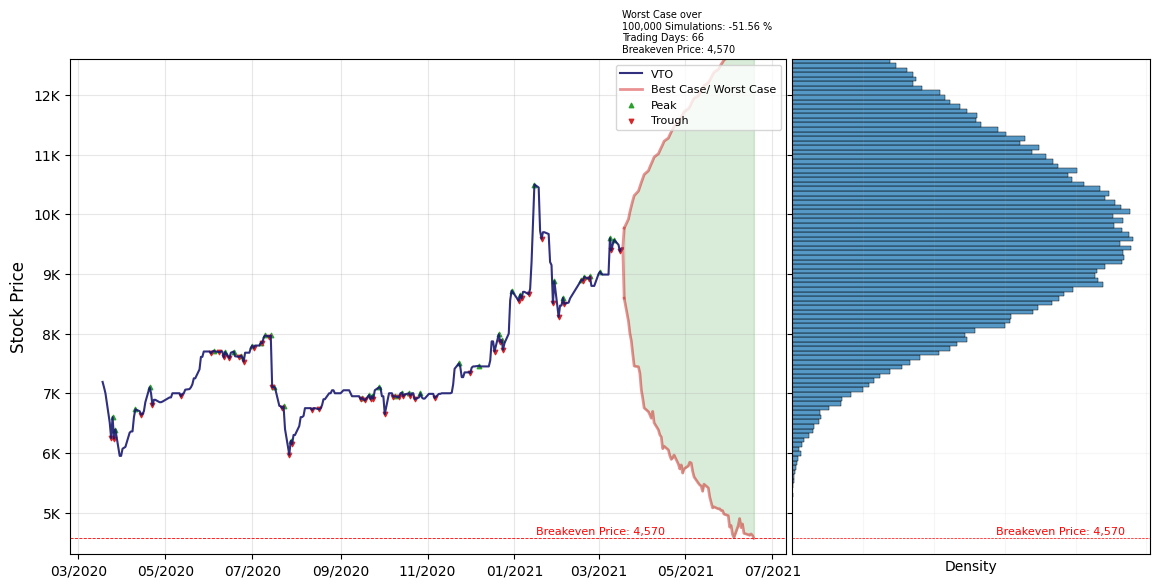 Worst Case over
100,000 Simulations: -51.56 %
Trading Days: 66
Breakeven Price: 4,570
VTO
Best Case/ Worst Case
Peak
Trough
12K
11K
10K
9K
8K
7K
6K
5K
Stock Price
Breakeven Price: 4,570
Breakeven Price: 4,570
03/2020
05/2020
07/2020
09/2020
11/2020
01/2021
03/2021
05/2021
07/2021
Density